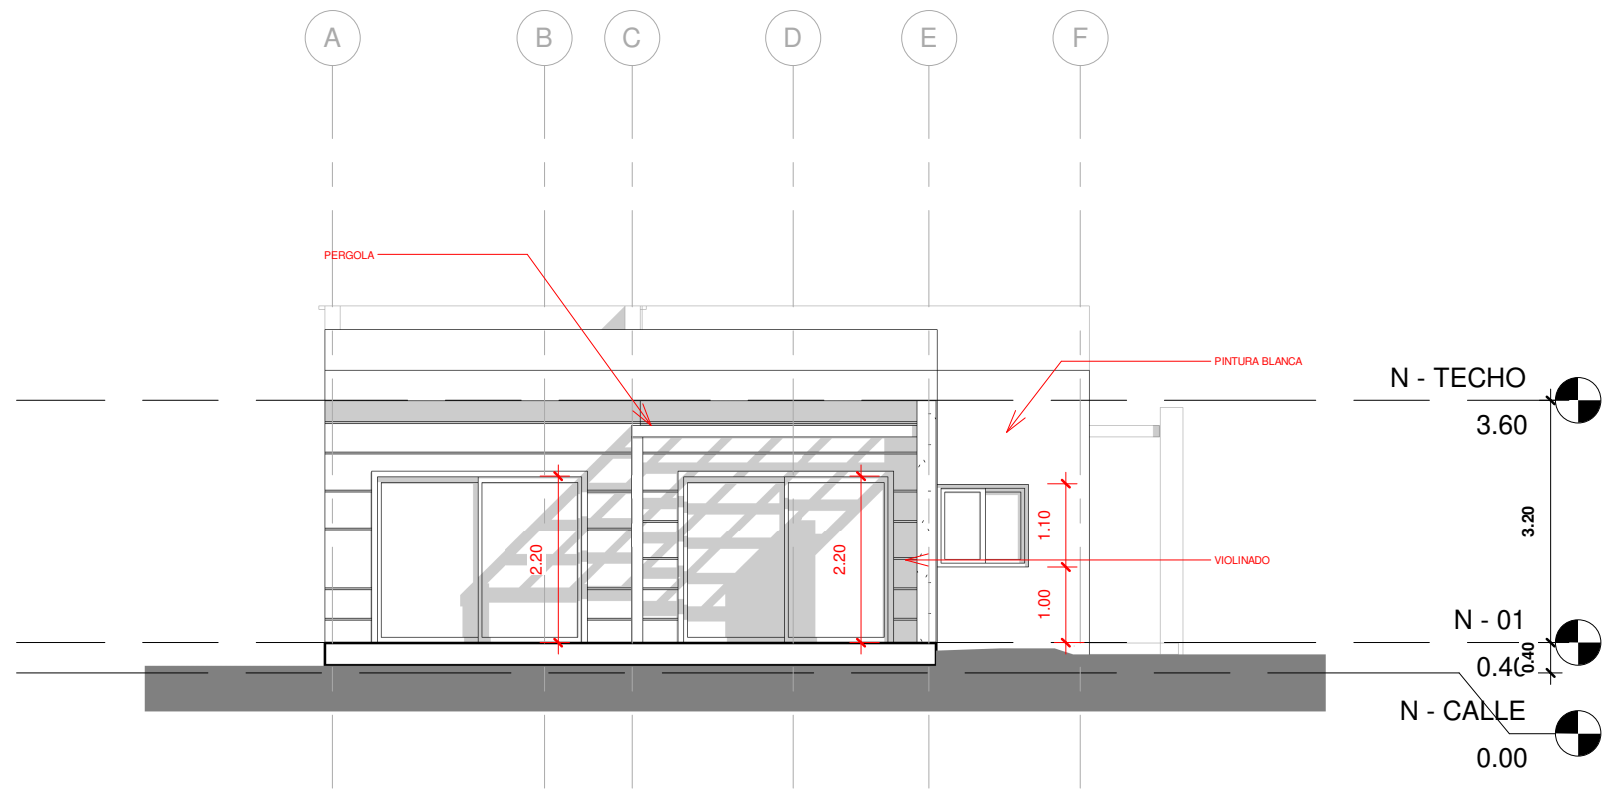 A B C D E F
PERGOLA
PINTURA BLANCA
N - TECHO
3.60
1.10
3.20
2.20
2.20
VIOLINADO
1.00
N - 01
0.40
0.40
N - CALLE
0.00